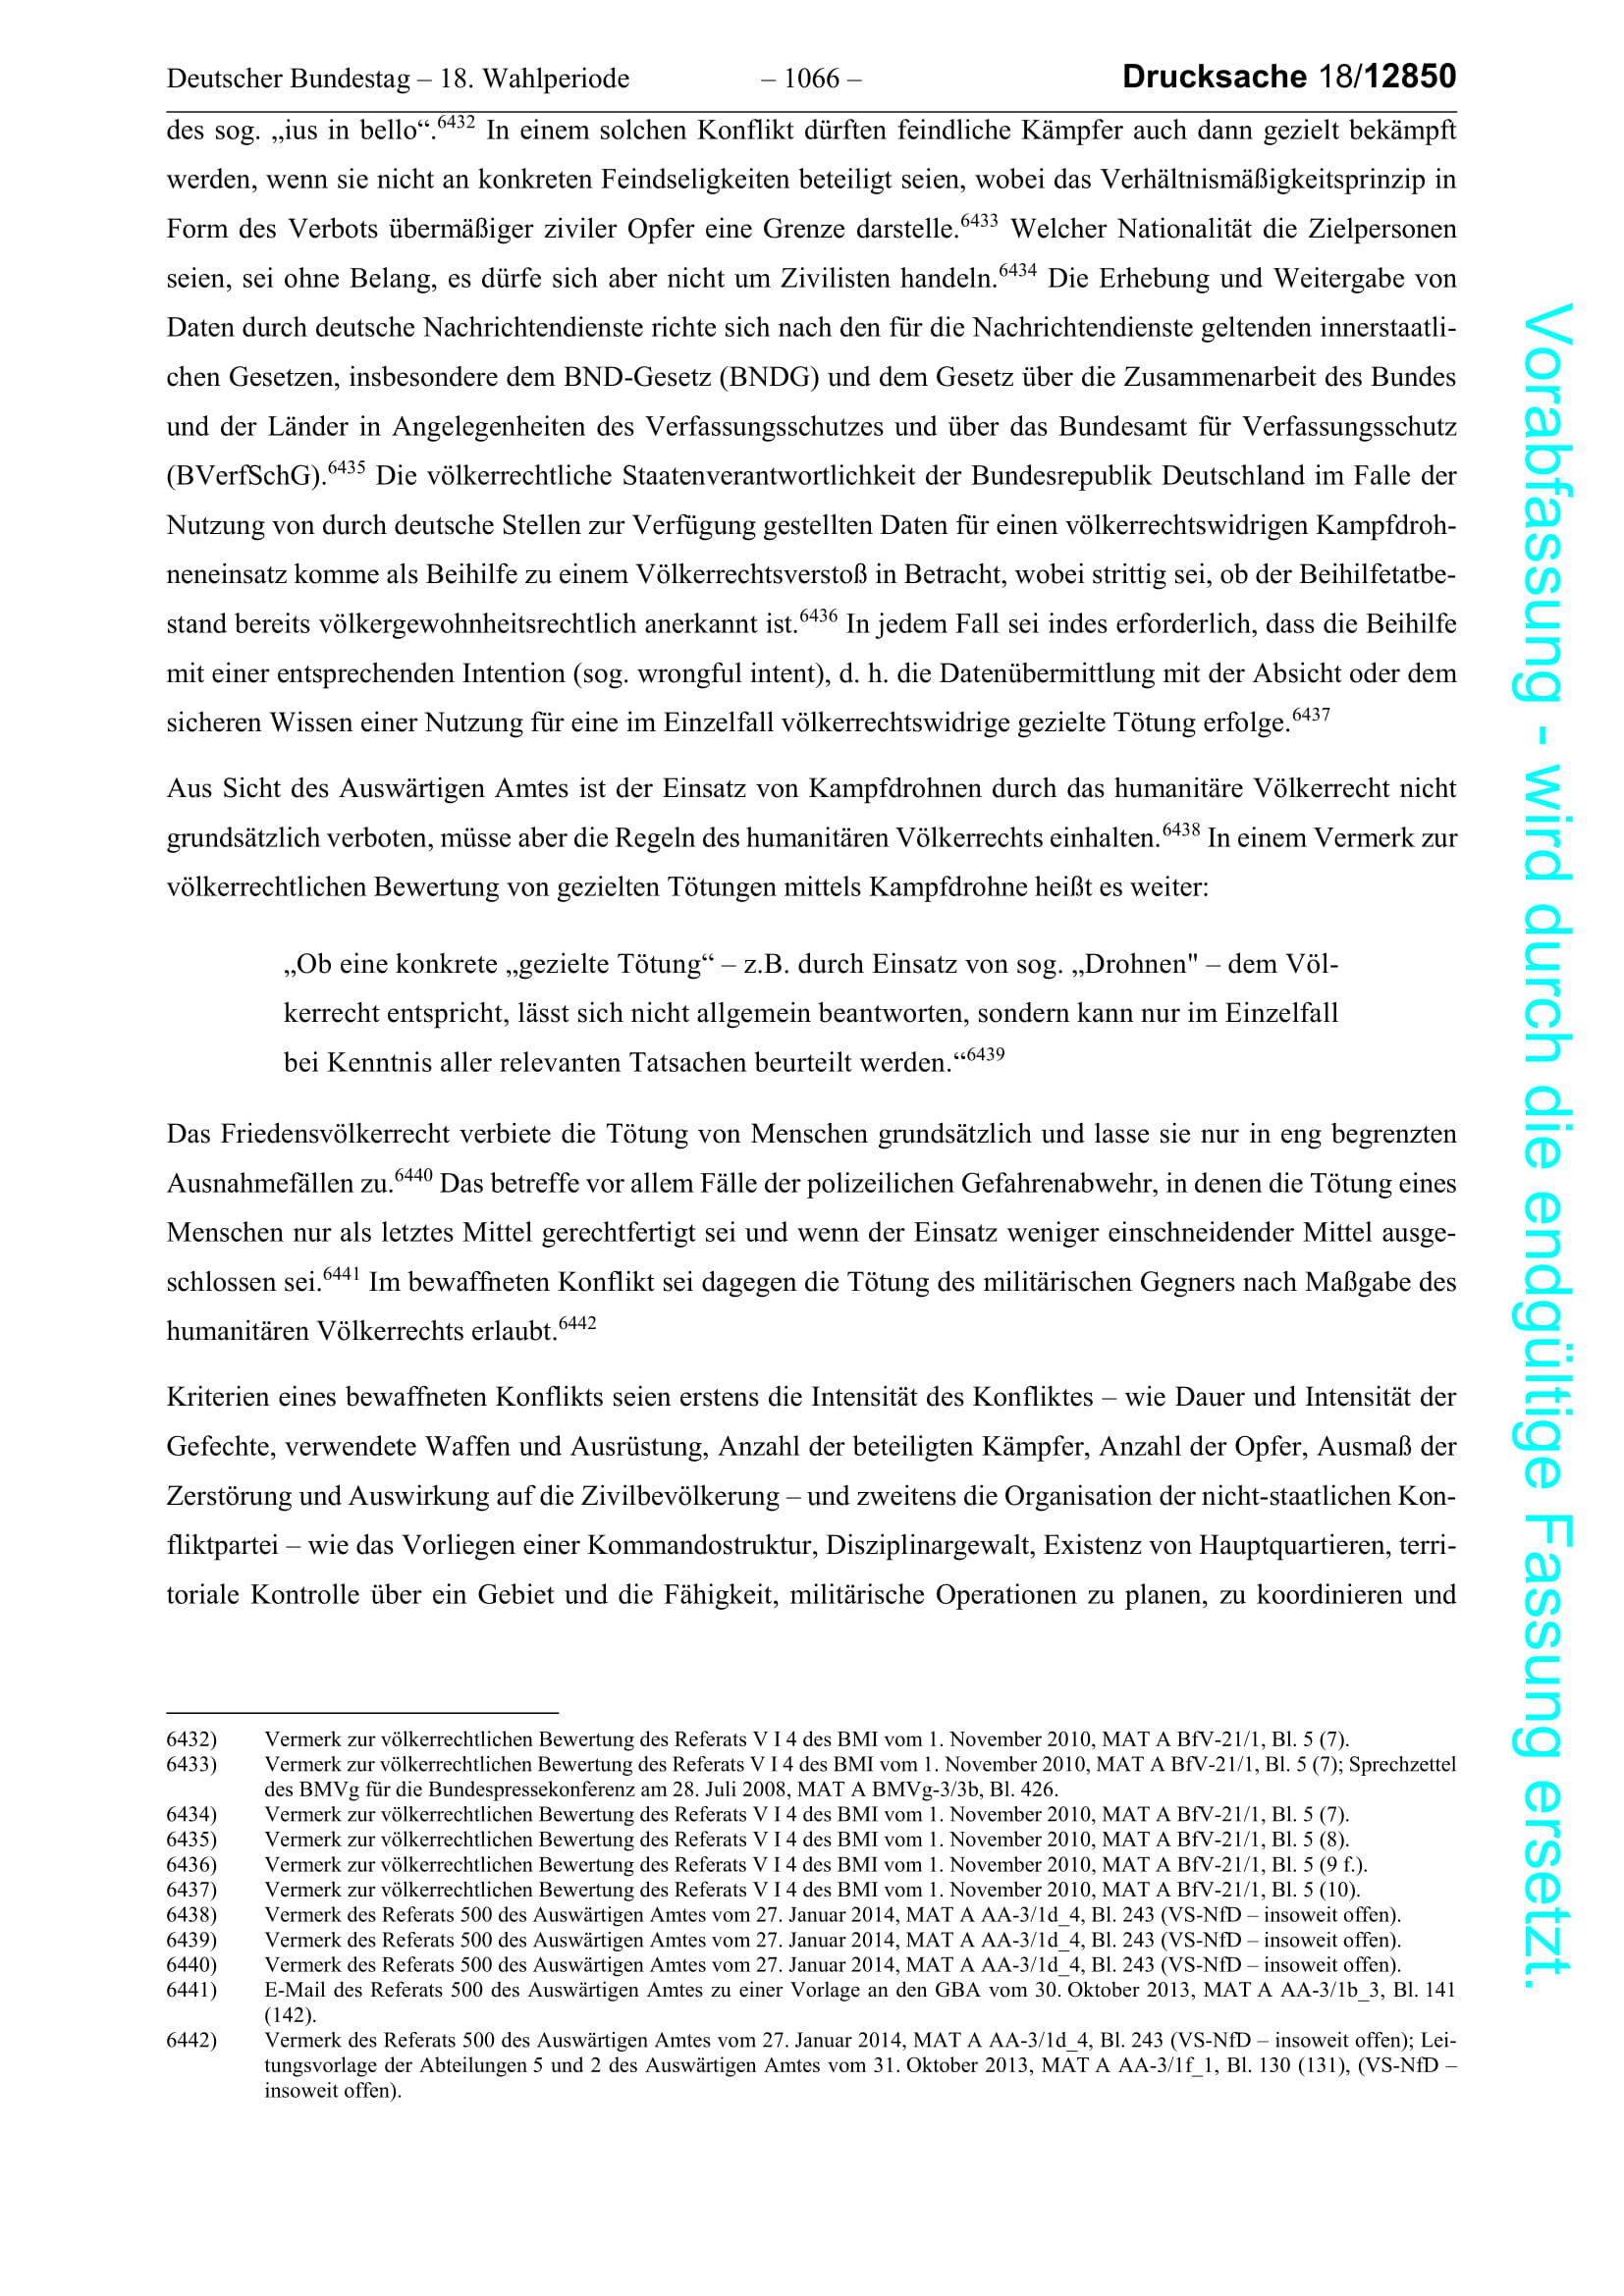 Deutscher Bundestag – 18. Wahlperiode – 1066 – Drucksache 18/12850
des sog. „ius in bello“.6432 In einem solchen Konflikt dürften feindliche Kämpfer auch dann gezielt bekämpft
werden, wenn sie nicht an konkreten Feindseligkeiten beteiligt seien, wobei das Verhältnismäßigkeitsprinzip in
Form des Verbots übermäßiger ziviler Opfer eine Grenze darstelle.6433 Welcher Nationalität die Zielpersonen
seien, sei ohne Belang, es dürfe sich aber nicht um Zivilisten handeln.6434 Die Erhebung und Weitergabe von
Daten durch deutsche Nachrichtendienste richte sich nach den für die Nachrichtendienste geltenden innerstaatli-
chen Gesetzen, insbesondere dem BND-Gesetz (BNDG) und dem Gesetz über die Zusammenarbeit des Bundes
und der Länder in Angelegenheiten des Verfassungsschutzes und über das Bundesamt für Verfassungsschutz
(BVerfSchG).6435 Die völkerrechtliche Staatenverantwortlichkeit der Bundesrepublik Deutschland im Falle der
Nutzung von durch deutsche Stellen zur Verfügung gestellten Daten für einen völkerrechtswidrigen Kampfdroh-
neneinsatz komme als Beihilfe zu einem Völkerrechtsverstoß in Betracht, wobei strittig sei, ob der Beihilfetatbe-
stand bereits völkergewohnheitsrechtlich anerkannt ist.6436 In jedem Fall sei indes erforderlich, dass die Beihilfe
mit einer entsprechenden Intention (sog. wrongful intent), d. h. die Datenübermittlung mit der Absicht oder dem
sicheren Wissen einer Nutzung für eine im Einzelfall völkerrechtswidrige gezielte Tötung erfolge.6437
Aus Sicht des Auswärtigen Amtes ist der Einsatz von Kampfdrohnen durch das humanitäre Völkerrecht nicht
grundsätzlich verboten, müsse aber die Regeln des humanitären Völkerrechts einhalten.6438 In einem Vermerk zur
völkerrechtlichen Bewertung von gezielten Tötungen mittels Kampfdrohne heißt es weiter:
„Ob eine konkrete „gezielte Tötung“ – z.B. durch Einsatz von sog. „Drohnen" – dem Völ-
kerrecht entspricht, lässt sich nicht allgemein beantworten, sondern kann nur im Einzelfall
bei Kenntnis aller relevanten Tatsachen beurteilt werden.“6439
Das Friedensvölkerrecht verbiete die Tötung von Menschen grundsätzlich und lasse sie nur in eng begrenzten
Ausnahmefällen zu.6440 Das betreffe vor allem Fälle der polizeilichen Gefahrenabwehr, in denen die Tötung eines
Menschen nur als letztes Mittel gerechtfertigt sei und wenn der Einsatz weniger einschneidender Mittel ausge-
schlossen sei.6441 Im bewaffneten Konflikt sei dagegen die Tötung des militärischen Gegners nach Maßgabe des
humanitären Völkerrechts erlaubt.6442
Kriterien eines bewaffneten Konflikts seien erstens die Intensität des Konfliktes – wie Dauer und Intensität der
Gefechte, verwendete Waffen und Ausrüstung, Anzahl der beteiligten Kämpfer, Anzahl der Opfer, Ausmaß der
Zerstörung und Auswirkung auf die Zivilbevölkerung – und zweitens die Organisation der nicht-staatlichen Kon-
fliktpartei – wie das Vorliegen einer Kommandostruktur, Disziplinargewalt, Existenz von Hauptquartieren, terri-
toriale Kontrolle über ein Gebiet und die Fähigkeit, militärische Operationen zu planen, zu koordinieren und
6432) Vermerk zur völkerrechtlichen Bewertung des Referats V I 4 des BMI vom 1. November 2010, MAT A BfV-21/1, Bl. 5 (7).
6433) Vermerk zur völkerrechtlichen Bewertung des Referats V I 4 des BMI vom 1. November 2010, MAT A BfV-21/1, Bl. 5 (7); Sprechzettel
des BMVg für die Bundespressekonferenz am 28. Juli 2008, MAT A BMVg-3/3b, Bl. 426.
6434) Vermerk zur völkerrechtlichen Bewertung des Referats V I 4 des BMI vom 1. November 2010, MAT A BfV-21/1, Bl. 5 (7).
6435) Vermerk zur völkerrechtlichen Bewertung des Referats V I 4 des BMI vom 1. November 2010, MAT A BfV-21/1, Bl. 5 (8).
6436) Vermerk zur völkerrechtlichen Bewertung des Referats V I 4 des BMI vom 1. November 2010, MAT A BfV-21/1, Bl. 5 (9 f.).
6437) Vermerk zur völkerrechtlichen Bewertung des Referats V I 4 des BMI vom 1. November 2010, MAT A BfV-21/1, Bl. 5 (10).
6438) Vermerk des Referats 500 des Auswärtigen Amtes vom 27. Januar 2014, MAT A AA-3/1d_4, Bl. 243 (VS-NfD – insoweit offen).
6439) Vermerk des Referats 500 des Auswärtigen Amtes vom 27. Januar 2014, MAT A AA-3/1d_4, Bl. 243 (VS-NfD – insoweit offen).
6440) Vermerk des Referats 500 des Auswärtigen Amtes vom 27. Januar 2014, MAT A AA-3/1d_4, Bl. 243 (VS-NfD – insoweit offen).
6441) E-Mail des Referats 500 des Auswärtigen Amtes zu einer Vorlage an den GBA vom 30. Oktober 2013, MAT A AA-3/1b_3, Bl. 141
(142).
6442) Vermerk des Referats 500 des Auswärtigen Amtes vom 27. Januar 2014, MAT A AA-3/1d_4, Bl. 243 (VS-NfD – insoweit offen); Lei-
tungsvorlage der Abteilungen 5 und 2 des Auswärtigen Amtes vom 31. Oktober 2013, MAT A AA-3/1f_1, Bl. 130 (131), (VS-NfD –
insoweit offen).
Vorabfassung - wird durch die endgültige Fassung ersetzt.